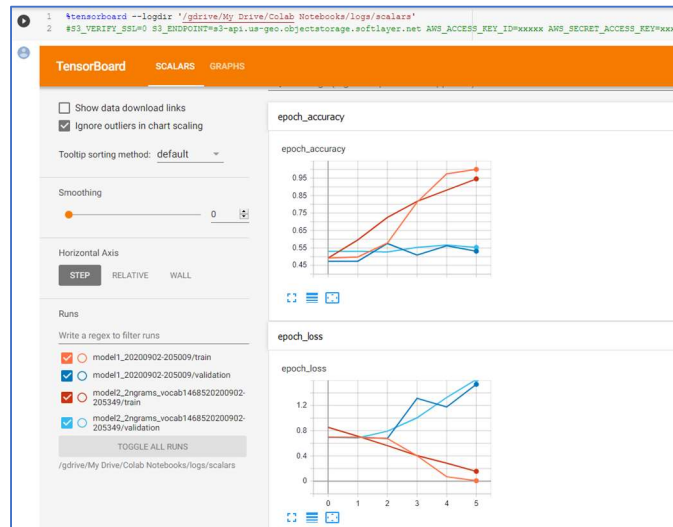 1 %tensorboard --logdir '/gdrive/My Drive/Colab Notebooks/logs/scalars'
2 #S3_VERIFY_SSL=0 S3_ENDPOINT=s3-api.us-geo.objectstorage.softlayer.net AWS_ACCESS_KEY_ID=xxxxx AWS_SECRET_ACCESS_KEY=xxx
TensorBoard SCALARS GRAPHS
Show data download links
Ignore outliers in chart scaling
Tooltip sorting method: default
Smoothing
0
Horizontal Axis
STEP RELATIVE WALL
Runs
Write a regex to filter runs
model1_20200902-205009/train
model1_20200902-205009/validation
model2_2ngrams_vocab1468520200902-
205349/train
model2_2ngrams_vocab1468520200902-
205349/validation
TOGGLE ALL RUNS
/gdrive/My Drive/Colab Notebooks/logs/scalars
epoch_accuracy
epoch_accuracy
0.95
0.85
0.75
0.65
0.55
0.45
epoch_loss
epoch_loss
1.2
0.8
0.4
0
0 1 2 3 4 5